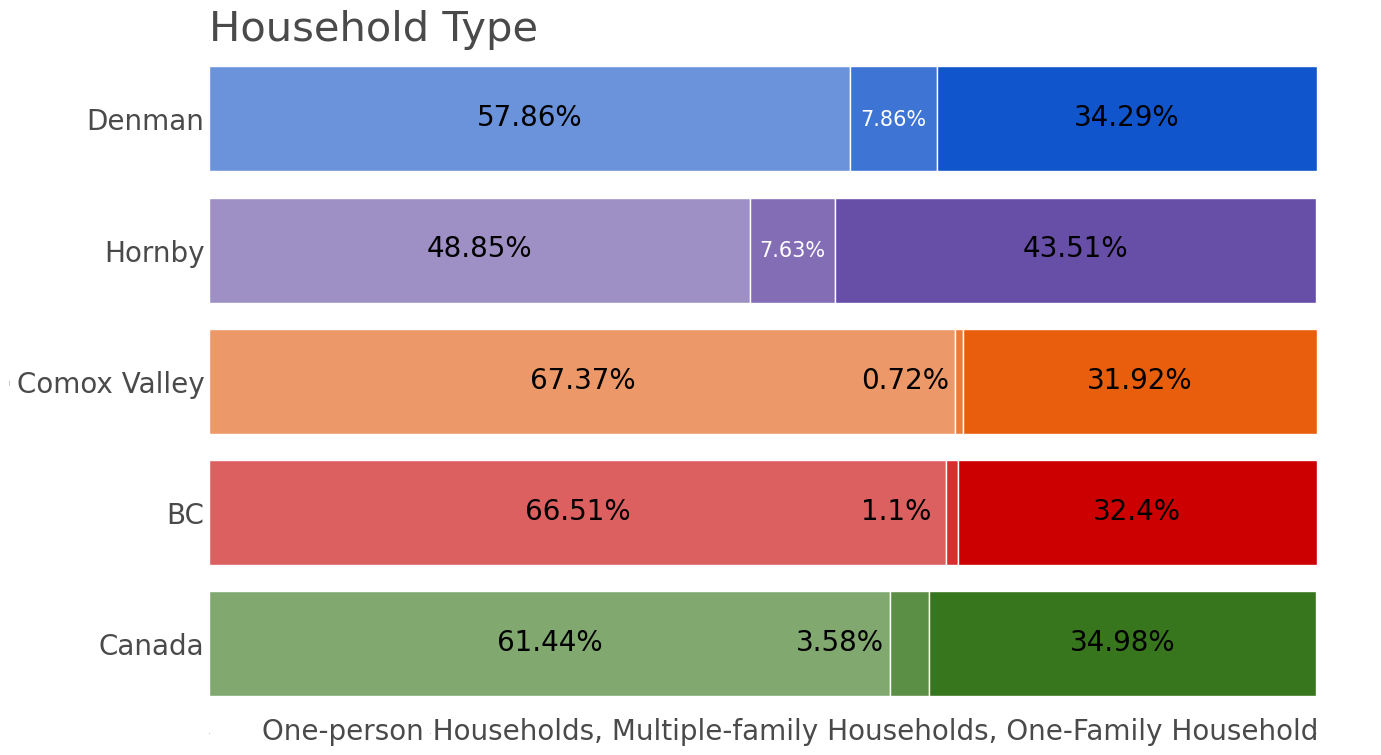 Household Type
Denman 57.86% 7.86% 34.29%
Hornby 48.85% 7.63% 43.51%
Comox Valley 67.37% 0.72% 31.92%
BC 66.51% 1.1% 32.4%
Canada 61.44% 3.58% 34.98%
One-person Households, Multiple-family Households, One-Family Household